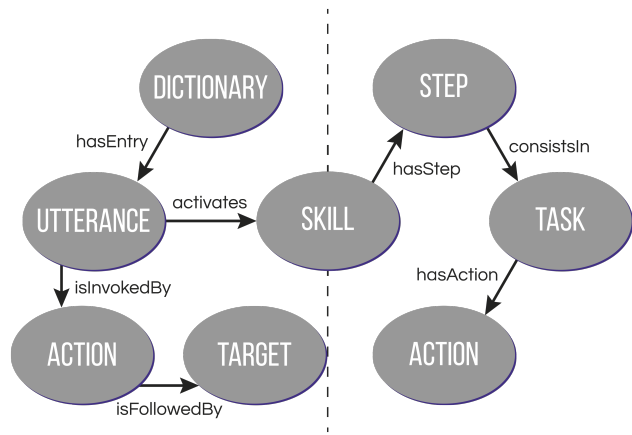 DICTIONARY
STEP
hasEntry
consistsIn
hasStep
UTTERANCE
activates
SKILL
TASK
isInvokedBy
hasAction
ACTION
TARGET
ACTION
isFollowedBy